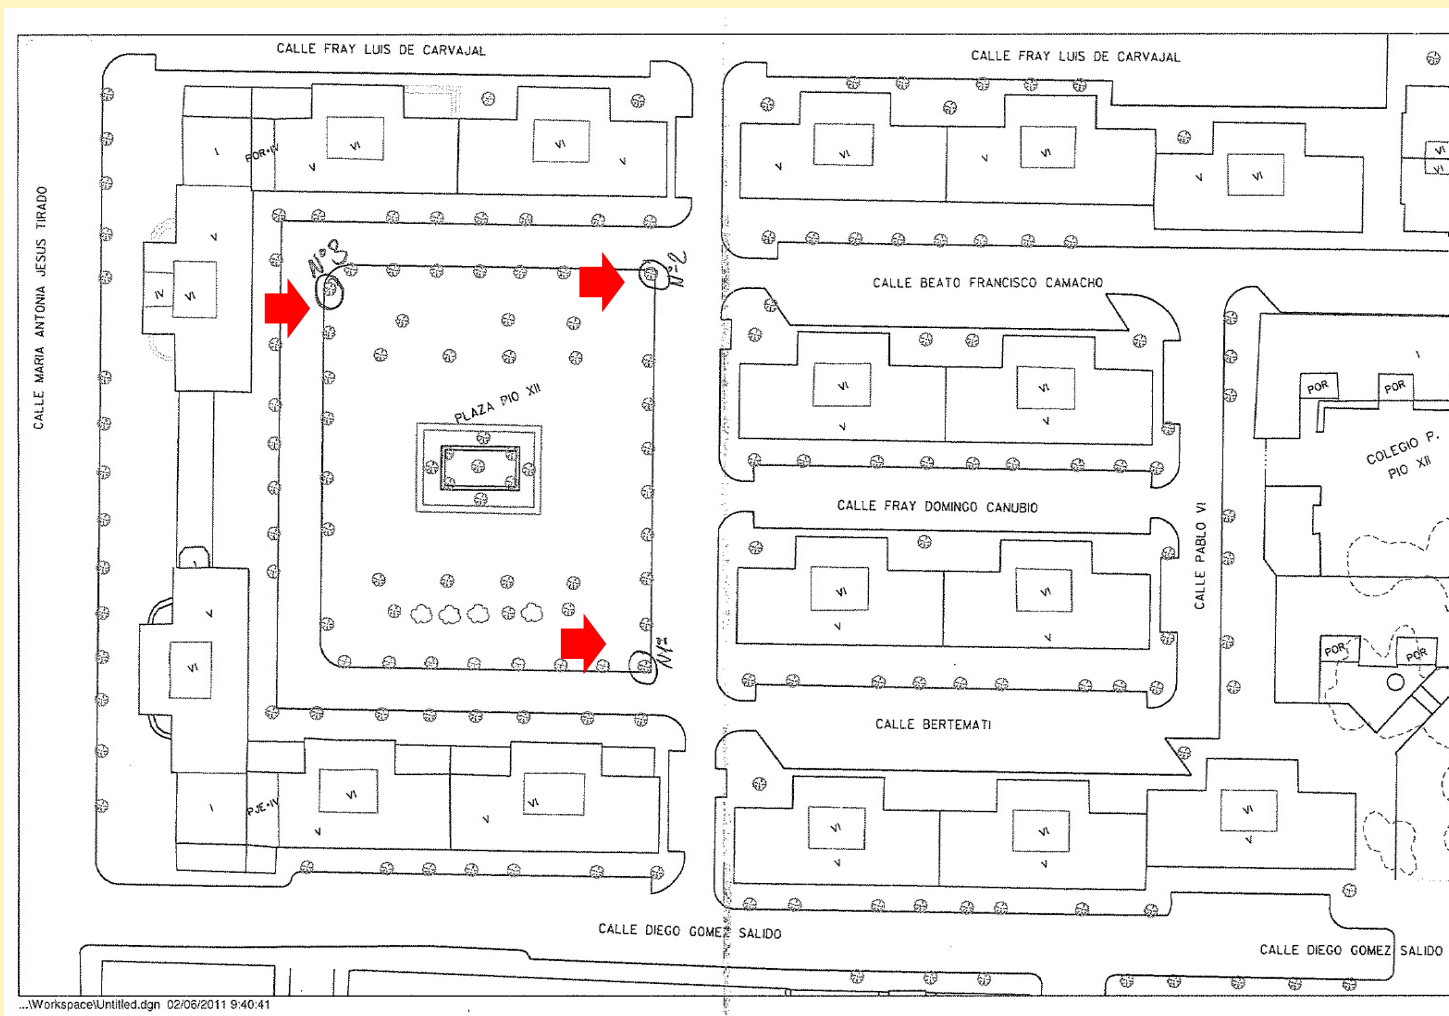 CALLE FRAY LUIS DE CARVAJAL
CALLE FRAY LUIS DE CARVAJAL
I
POR+IV
V
VI
VI
V
V
VI
V
VI
V
VI
VI
VI
CALLE MARIA ANTONIA JESUS TIRADO
V
IV
VI
Nº3
Nº2
CALLE BEATO FRANCISCO CAMACHO
PLAZA PIO XII
VI
V
VI
V
I
POR
POR
COLEGIO P.
PIO XII
CALLE FRAY DOMINGO CANUBIO
CALLE PABLO VI
VI
V
VI
V
V
VI
Nº1
POR
POR
CALLE BERTEMATI
I
PJE+IV
VI
V
V
VI
VI
V
VI
V
VI
V
CALLE DIEGO GOMEZ SALIDO
CALLE DIEGO GOMEZ SALIDO
...\Workspace\Untitled.dgn 02/06/2011 9:40:41